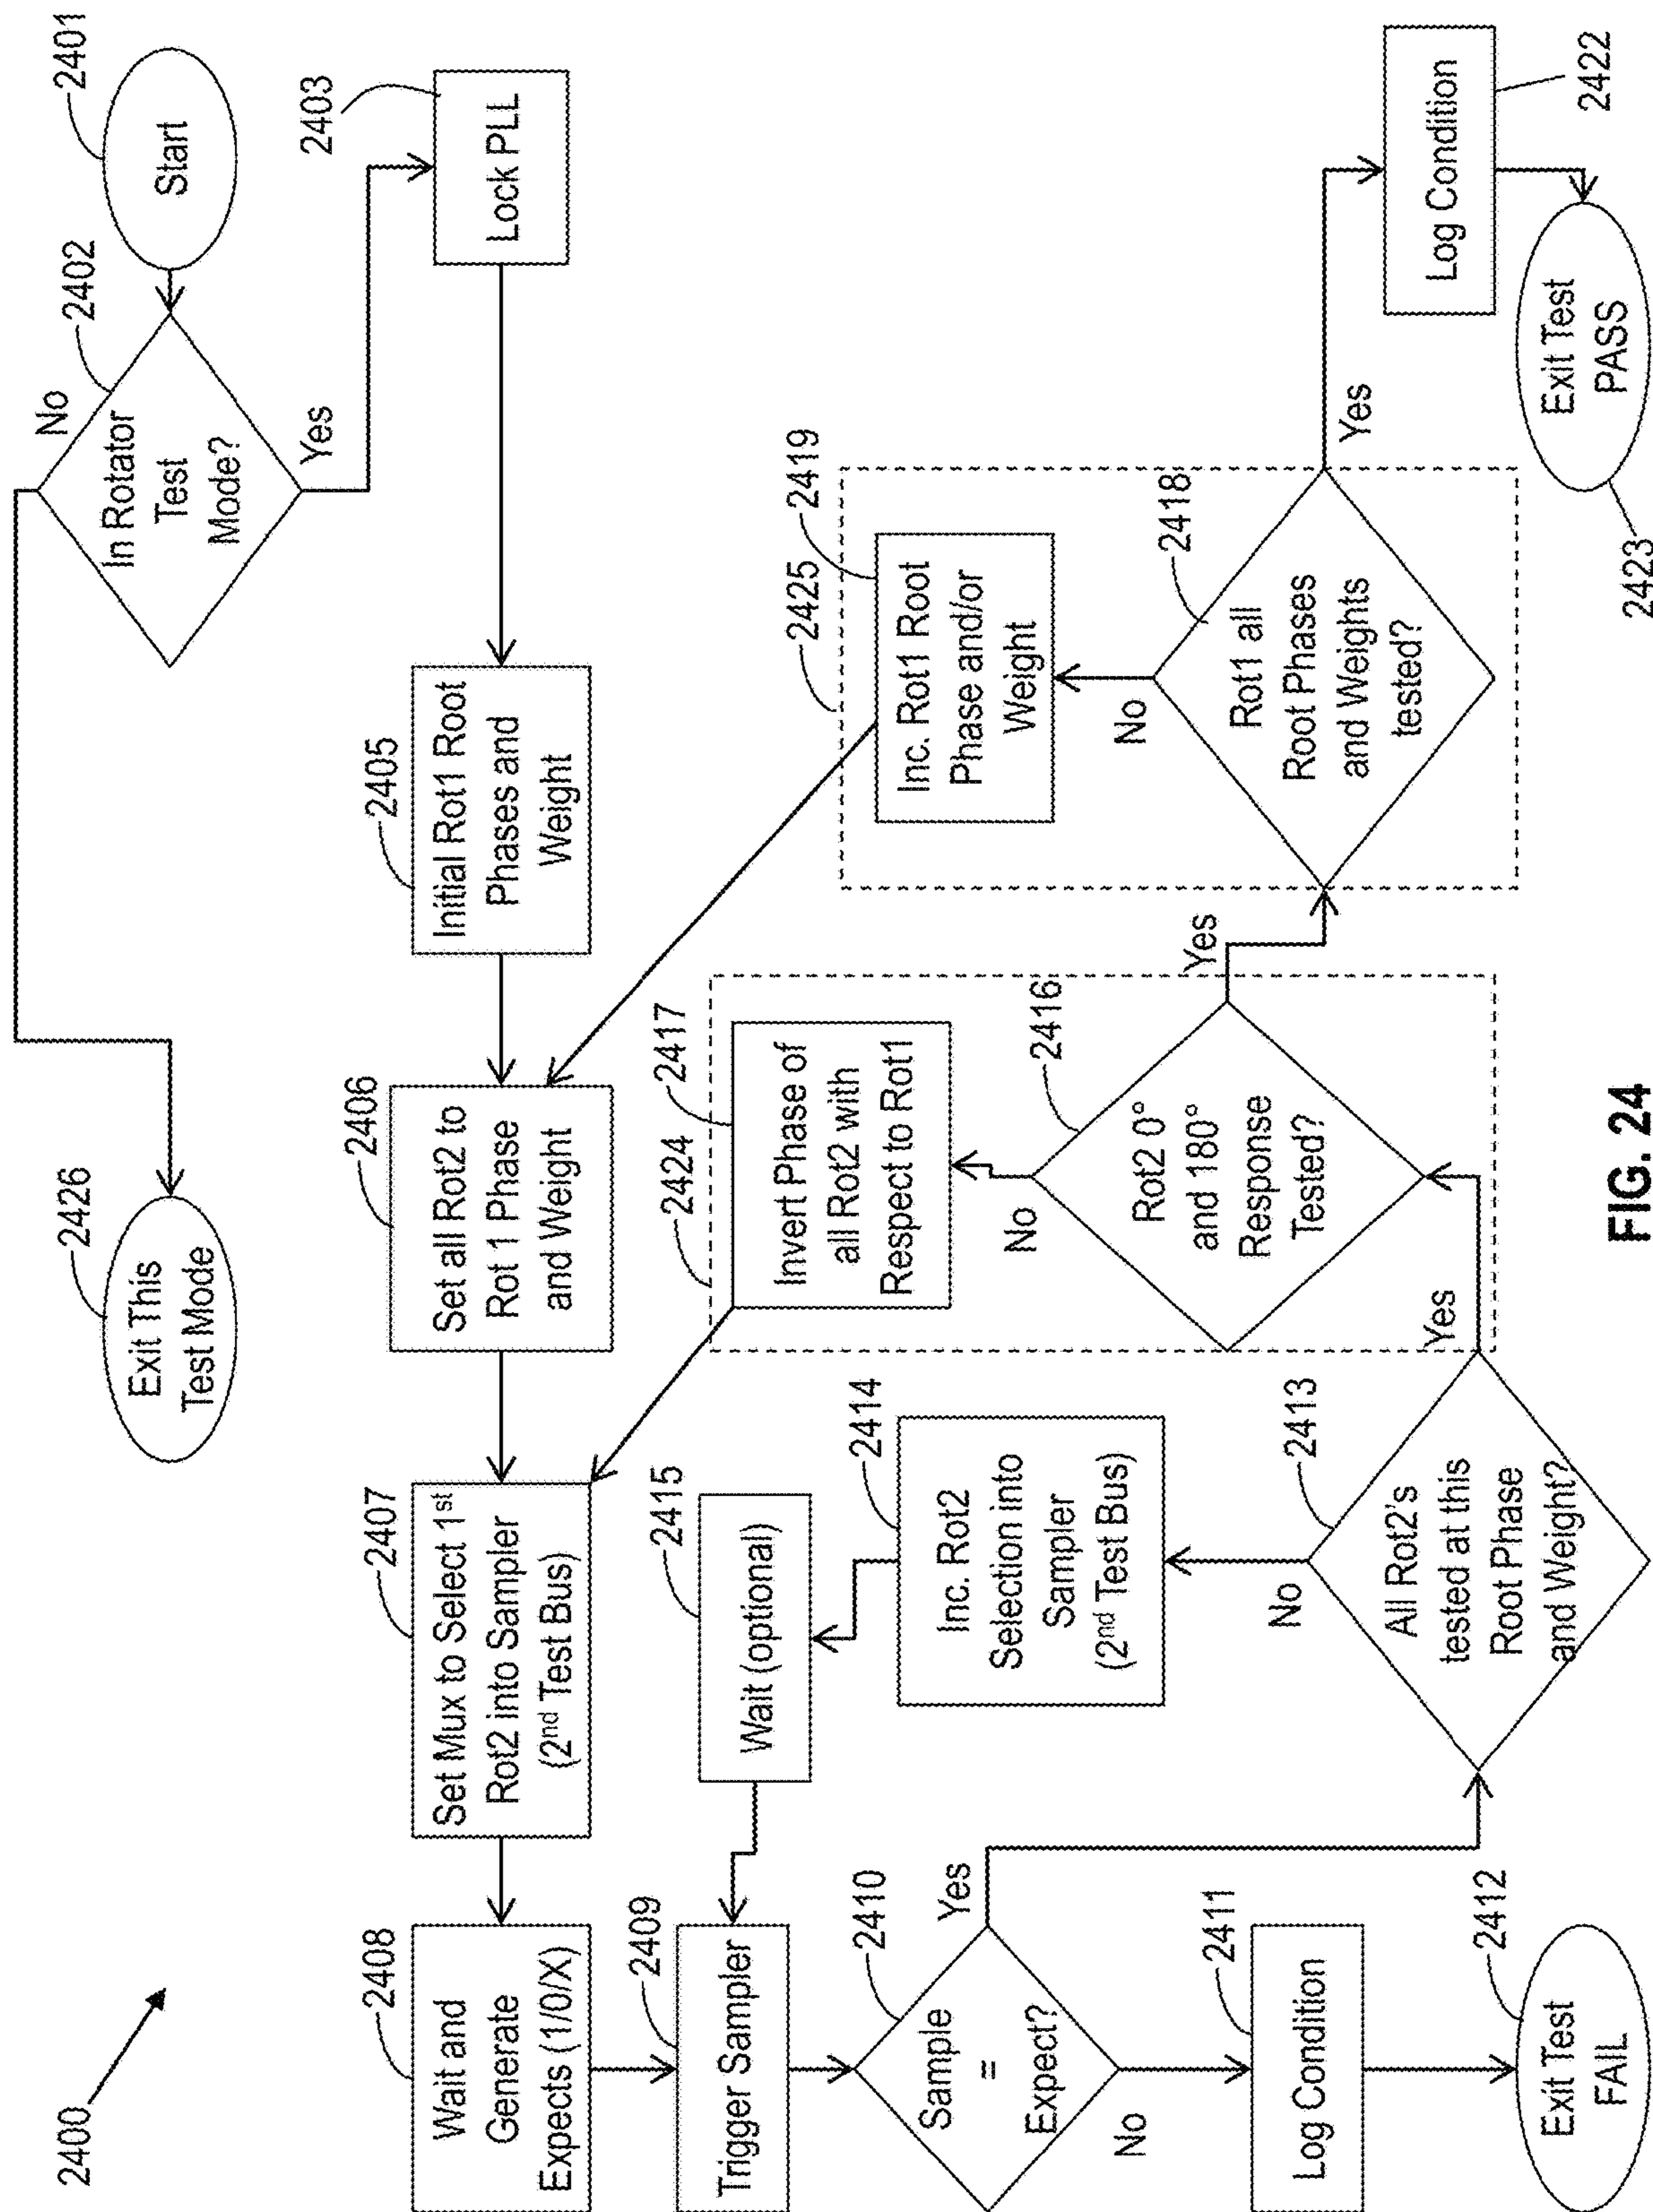 2400
2401
Start
2402
In Rotator
Test
Mode?
No
Yes
2426
Exit This
Test Mode
2403
Lock PLL
2405
Initial Rot1 Root
Phases and
Weight
2406
Set all Rot2 to
Rot 1 Phase
and Weight
2407
Set Mux to Select 1st
Rot2 into Sampler
(2nd Test Bus)
2408
Wait and
Generate
Expects (1/0/X)
2409
Trigger Sampler
2410
Sample
=
Expect?
Yes
No
2411
Log Condition
2412
Exit Test
FAIL
2413
All Rot2's
tested at this
Root Phase
and Weight?
No
Yes
2414
Inc. Rot2
Selection into
Sampler
(2nd Test Bus)
2415
Wait (optional)
2424
2416
Rot2 0°
and 180°
Response
Tested?
No
Yes
2417
Invert Phase of
all Rot2 with
Respect to Rot1
2425
2418
Rot1 all
Root Phases
and Weights
tested?
No
Yes
2419
Inc. Rot1 Root
Phase and/or
Weight
2422
Log Condition
2423
Exit Test
PASS
FIG. 24